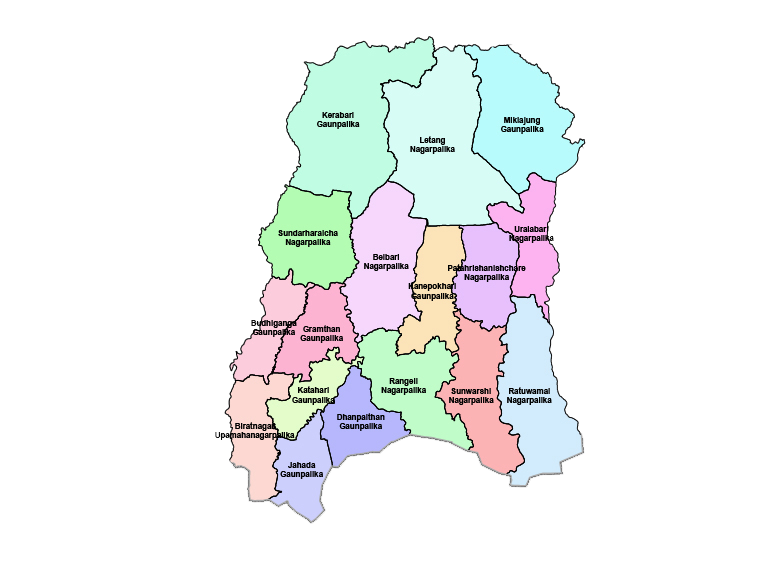 Kerabari
Gaunpalika
Miklajung
Gaunpalika
Letang
Nagarpalika
Uralabari
Nagarpalika
Sundarharaicha
Nagarpalika
Belbari
Nagarpalika
Patahrishanishchare
Nagarpalika
Kanepokhari
Gaunpalika
Budhiganga
Gaunpalika
Gramthan
Gaunpalika
Rangeli
Nagarpalika
Katahari
Gaunpalika
Sunwarshi
Nagarpalika
Ratuwamai
Nagarpalika
Dhanpalthan
Gaunpalika
Biratnagar
Upamahanagarpalika
Jahada
Gaunpalika